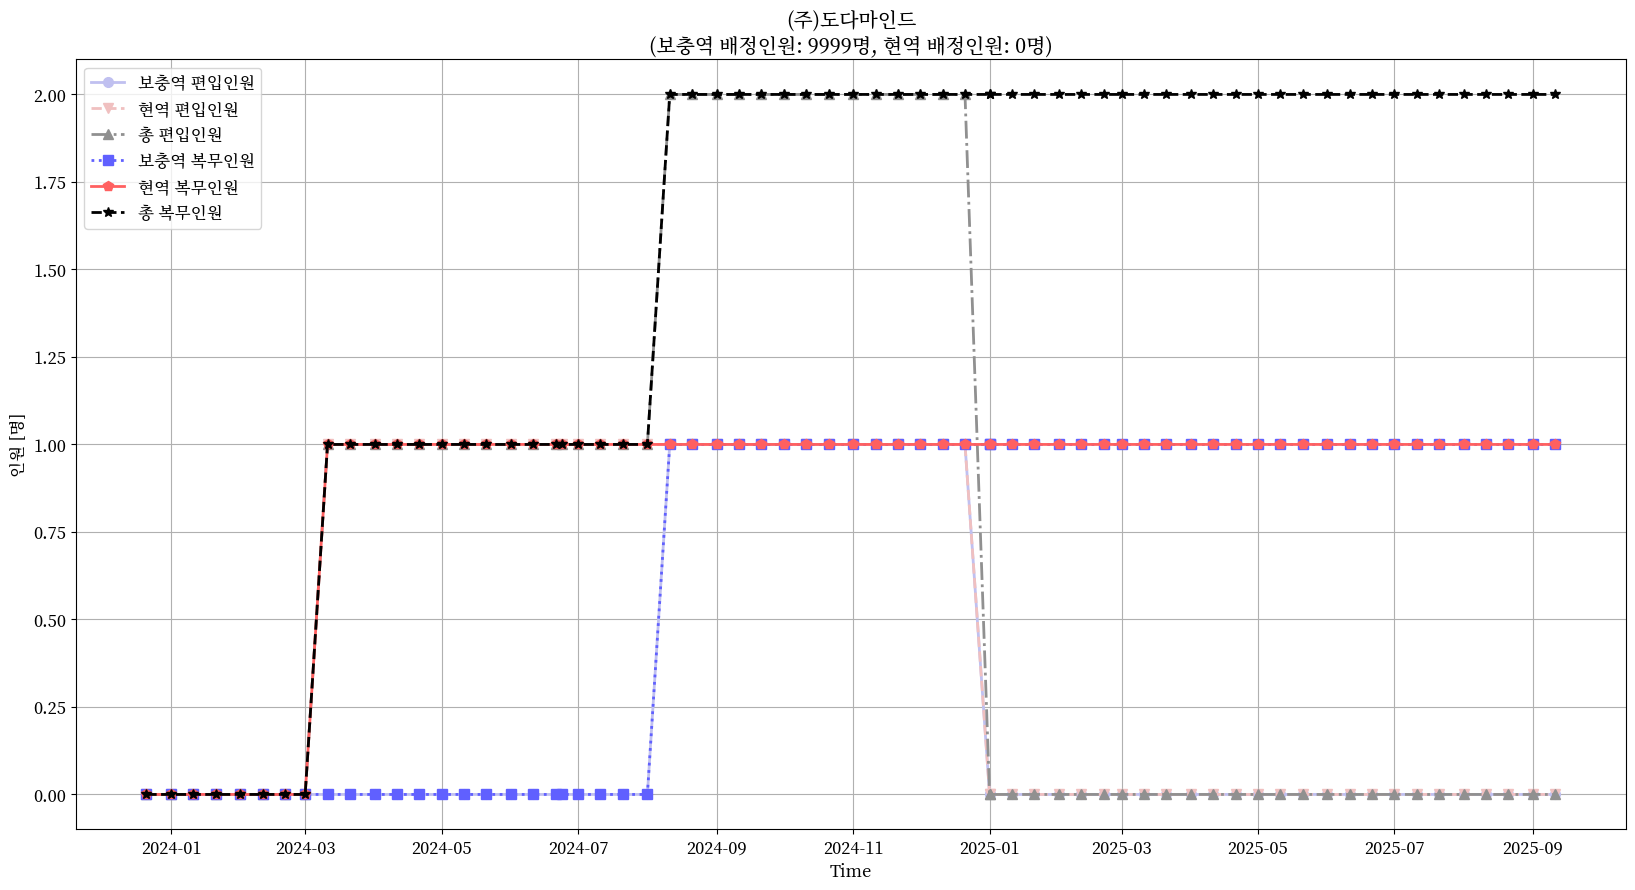 (주)도다마인드
(보충역 배정인원: 9999명, 현역 배정인원: 0명)
보충역 편입인원
현역 편입인원
총 편입인원
보충역 복무인원
현역 복무인원
총 복무인원
2.00
1.75
1.50
1.25
1.00
0.75
0.50
0.25
0.00
인원 [명]
2024-01 2024-03 2024-05 2024-07 2024-09 2024-11 2025-01 2025-03 2025-05 2025-07 2025-09
Time